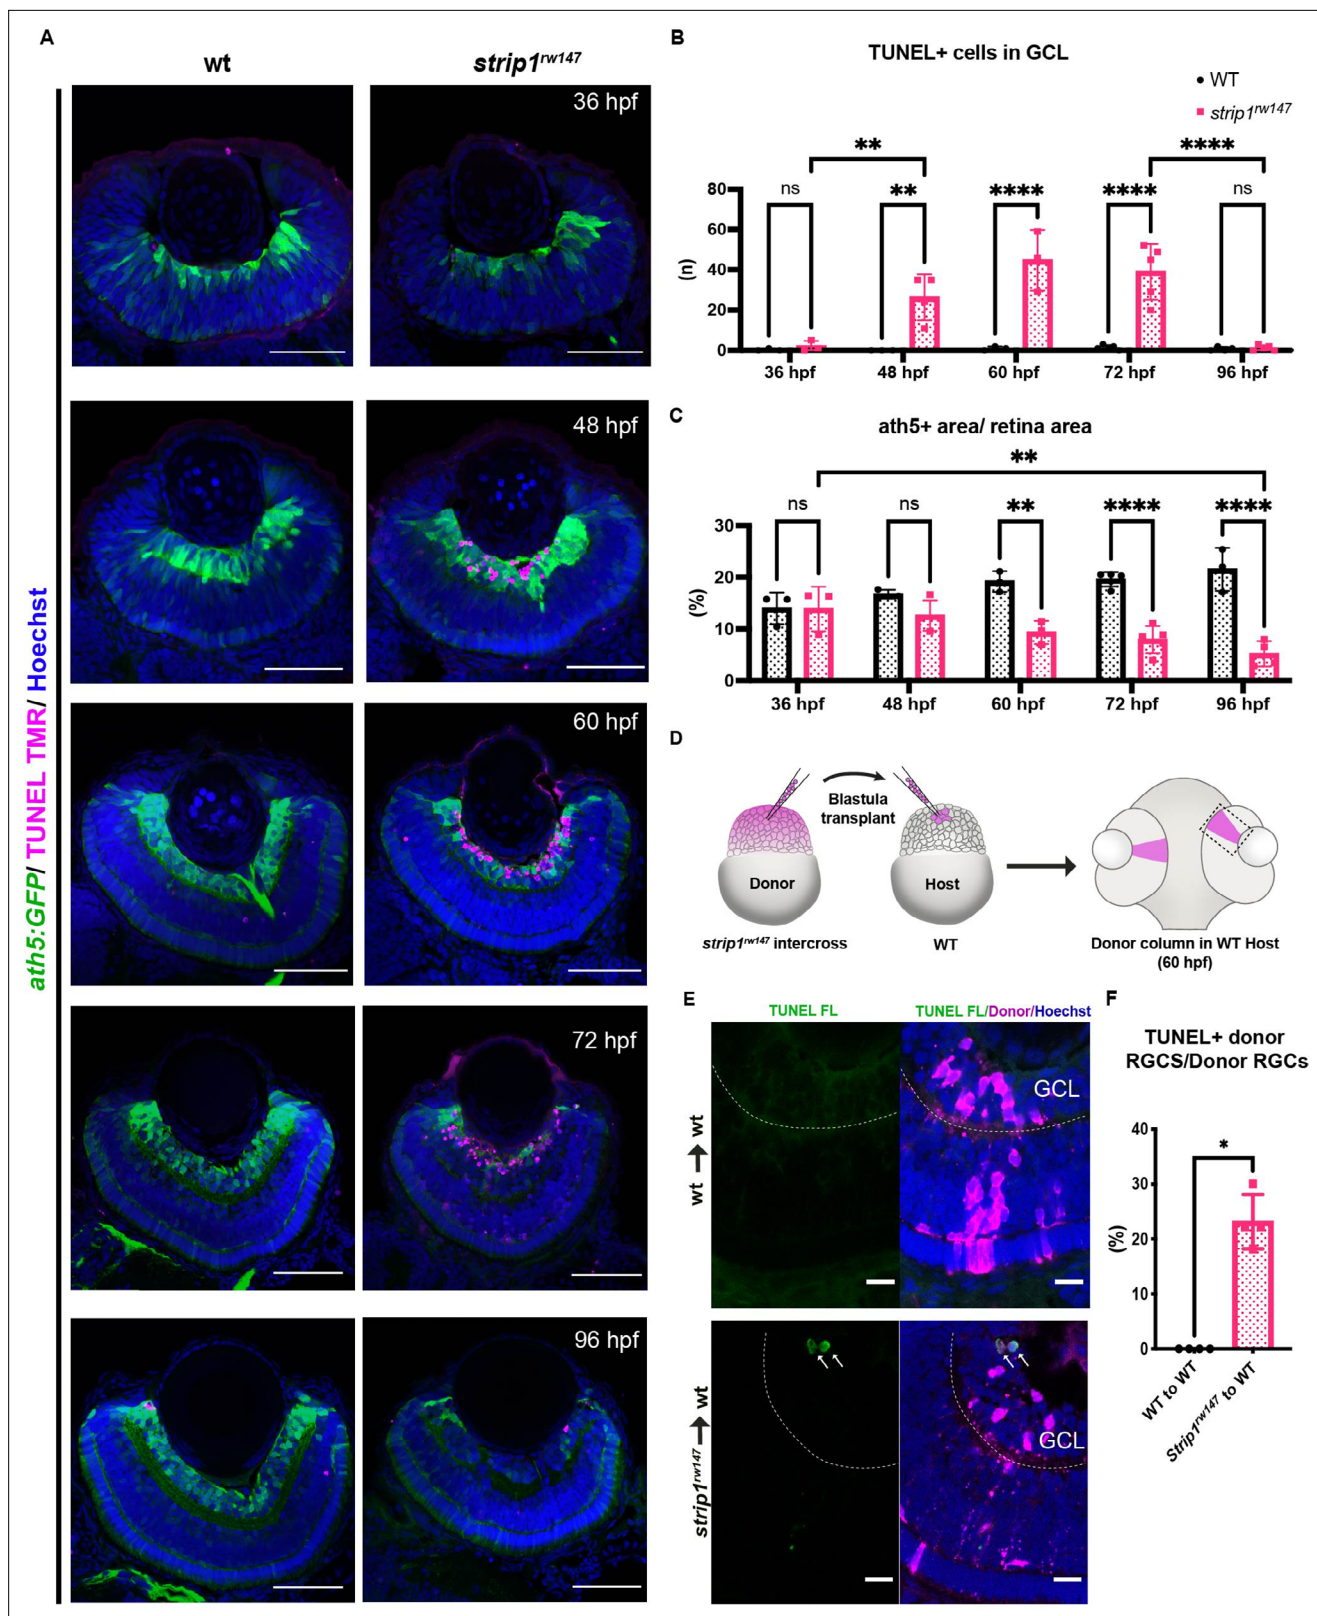 A
wt
strip1rw147
ath5:GFP/ TUNEL TMR/ Hoechst
36 hpf
48 hpf
60 hpf
72 hpf
96 hpf
B
TUNEL+ cells in GCL
WT
strip1rw147
** ****
ns ** **** **** ns
80
60
40
20
0
(n)
36 hpf 48 hpf 60 hpf 72 hpf 96 hpf
C
ath5+ area/ retina area
**
ns ns ** **** ****
30
20
10
0
(%)
36 hpf 48 hpf 60 hpf 72 hpf 96 hpf
D
Blastula
transplant
Donor
Host
strip1rw147 intercross
WT
Donor column in WT Host
(60 hpf)
E
TUNEL FL
TUNEL FL/Donor/Hoechst
wt → wt
GCL
strip1rw147 → wt
GCL
F
TUNEL+ donor
RGCS/Donor RGCs
*
40
30
20
10
0
(%)
WT to WT
Strip1rw147 to WT